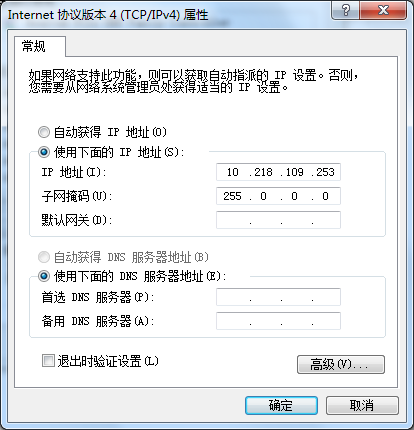 Internet 协议版本 4 (TCP/IPv4) 属性
常规
如果网络支持此功能，则可以获取自动指派的 IP 设置。否则，
您需要从网络系统管理员处获得适当的 IP 设置。
自动获得 IP 地址(O)
使用下面的 IP 地址(S):
IP 地址(I): 10 .218 .109 .253
子网掩码(U): 255 . 0 . 0 . 0
默认网关(D): . . .
自动获得 DNS 服务器地址(B)
使用下面的 DNS 服务器地址(E):
首选 DNS 服务器(P): . . .
备用 DNS 服务器(A): . . .
退出时验证设置(L)
高级(V)...
确定 取消